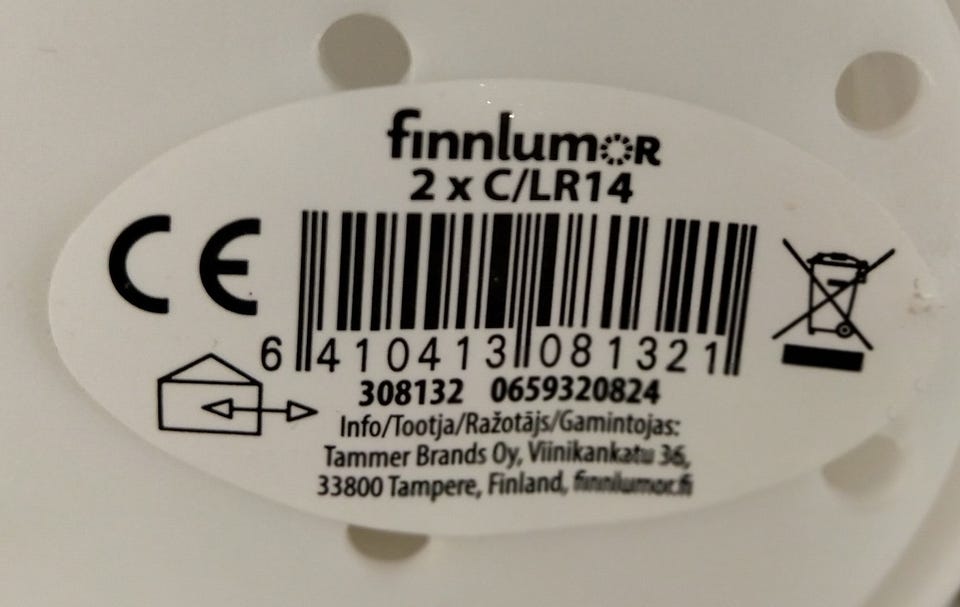 finnlumOR
2 x C/LR14
CE
6 410413 081321
308132 0659320824
Info/Tootja/Ražotājs/Gamintojas:
Tammer Brands Oy, Viinikankatu 36,
33800 Tampere, Finland, finnlumor.fi